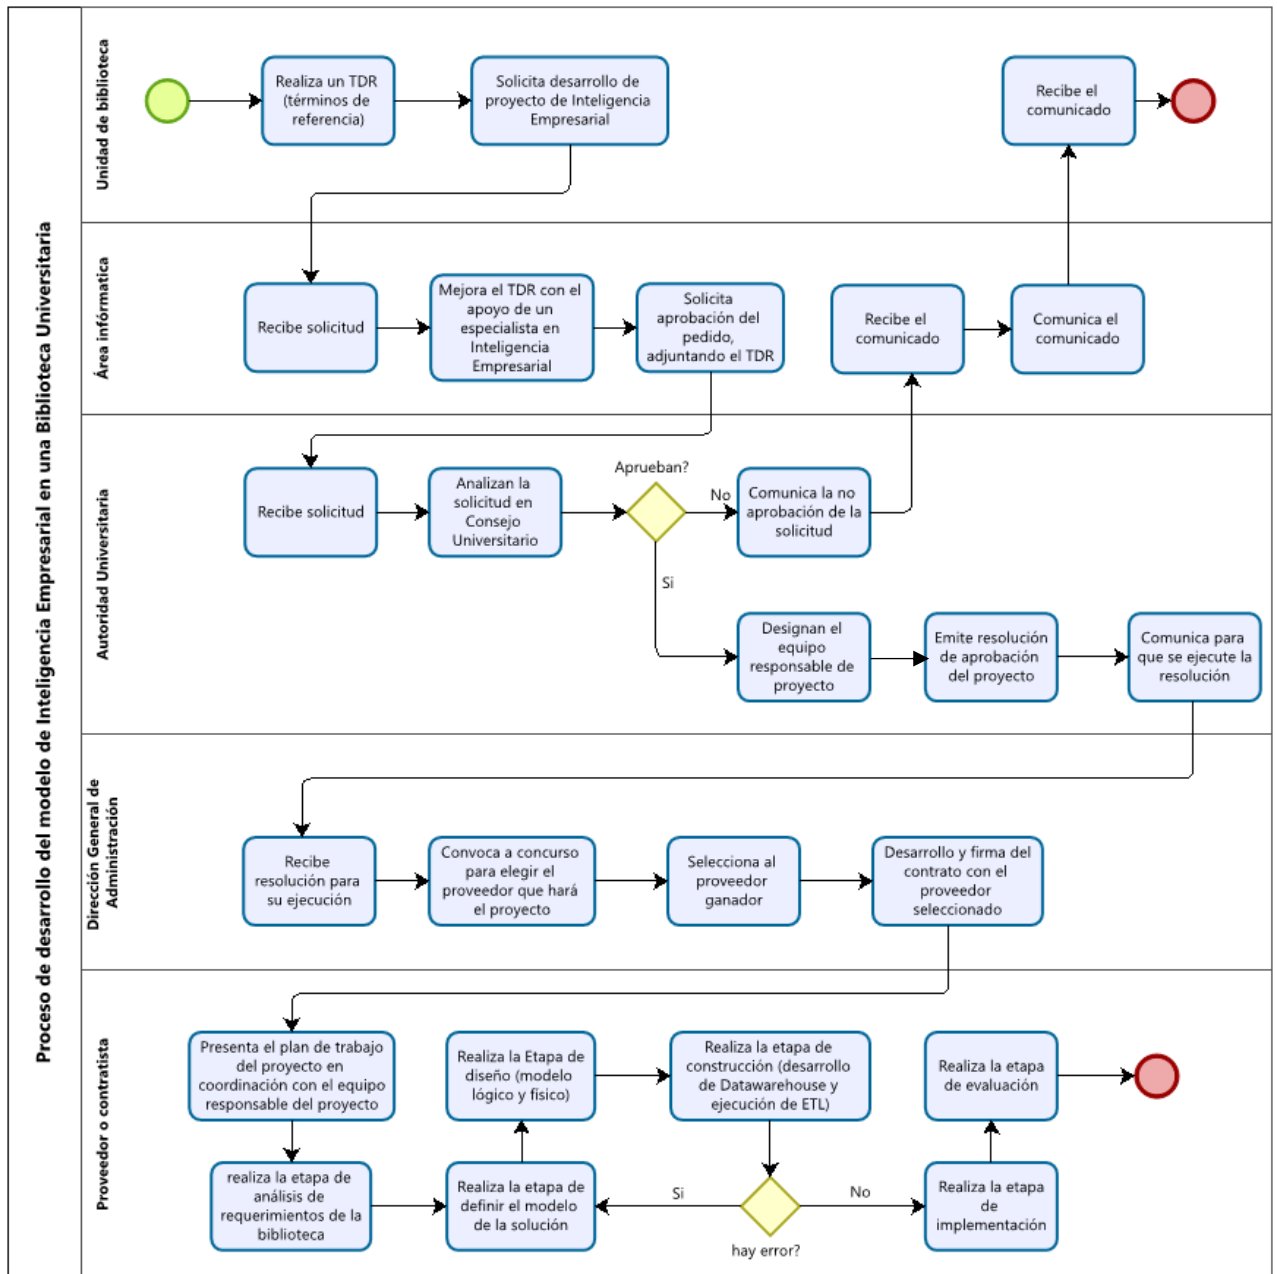 Proceso de desarrollo del modelo de Inteligencia Empresarial en una Biblioteca Universitaria
Unidad de biblioteca
Realiza un TDR
(términos de
referencia)
Solicita desarrollo de
proyecto de Inteligencia
Empresarial
Recibe el
comunicado
Área infórmatica
Recibe solicitud
Mejora el TDR con el
apoyo de un
especialista en
Inteligencia
Empresarial
Solicita
aprobación del
pedido,
adjuntando el TDR
Recibe el
comunicado
Comunica el
comunicado
Autoridad Universitaria
Recibe solicitud
Analizan la
solicitud en
Consejo
Universitario
Aprueban?
No
Comunica la no
aprobación de la
solicitud
Si
Designan el
equipo
responsable de
proyecto
Emite resolución
de aprobación
del proyecto
Comunica para
que se ejecute la
resolución
Dirección General de
Administración
Recibe
resolución para
su ejecución
Convoca a concurso
para elegir el
proveedor que hará
el proyecto
Selecciona al
proveedor
ganador
Desarrollo y firma del
contrato con el
proveedor
seleccionado
Proveedor o contratista
Presenta el plan de trabajo
del proyecto en
coordinación con el equipo
responsable del proyecto
Realiza la Etapa de
diseño (modelo
lógico y físico)
Realiza la etapa de
construcción (desarrollo
de Datawarehouse y
ejecución de ETL)
Realiza la etapa
de evaluación
realiza la etapa de
análisis de
requerimientos de la
biblioteca
Realiza la etapa de
definir el modelo
de la solución
Si
hay error?
No
Realiza la etapa
de
implementación